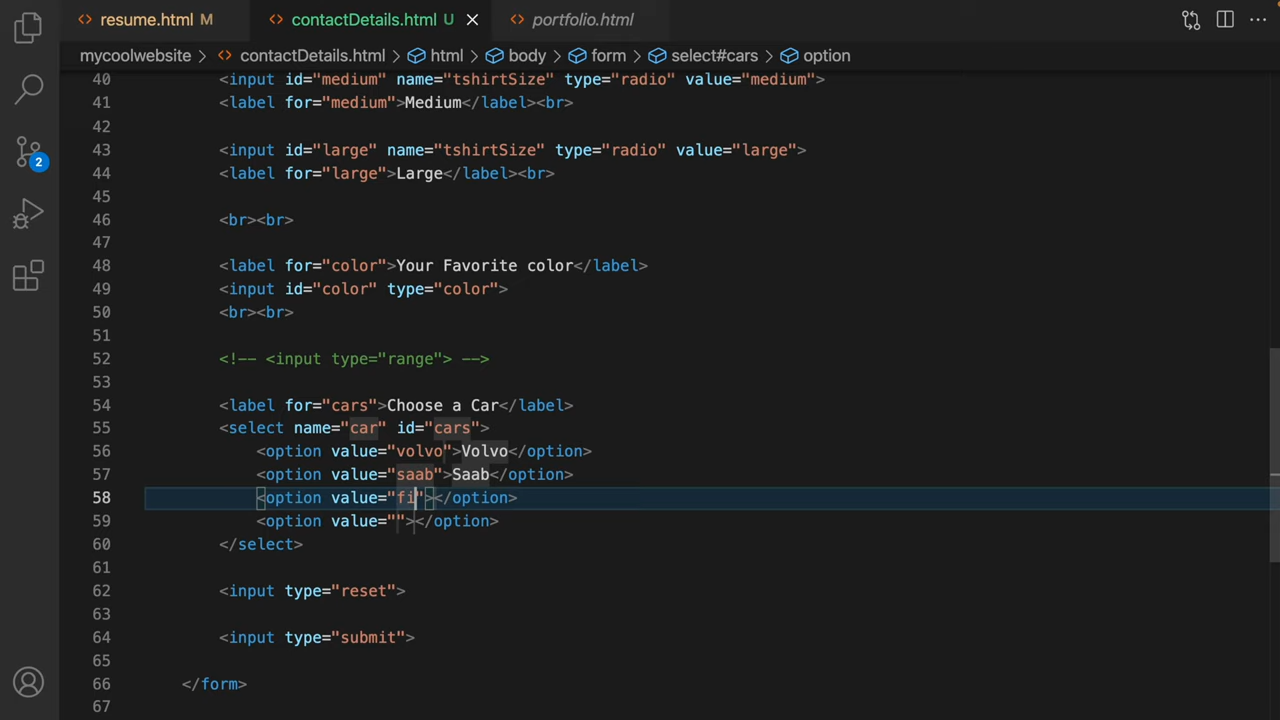 resume.html M contactDetails.html U portfolio.html
mycoolwebsite > contactDetails.html > html > body > form > select#cars > option
40 <input id="medium" name="tshirtSize" type="radio" value="medium">
41 <label for="medium">Medium</label><br>
42
43 <input id="large" name="tshirtSize" type="radio" value="large">
44 <label for="large">Large</label><br>
45
46 <br><br>
47
48 <label for="color">Your Favorite color</label>
49 <input id="color" type="color">
50 <br><br>
51
52 <!-- <input type="range"> -->
53
54 <label for="cars">Choose a Car</label>
55 <select name="car" id="cars">
56 <option value="volvo">Volvo</option>
57 <option value="saab">Saab</option>
58 <option value="fi"></option>
59 <option value=""></option>
60 </select>
61
62 <input type="reset">
63
64 <input type="submit">
65
66 </form>
67
2